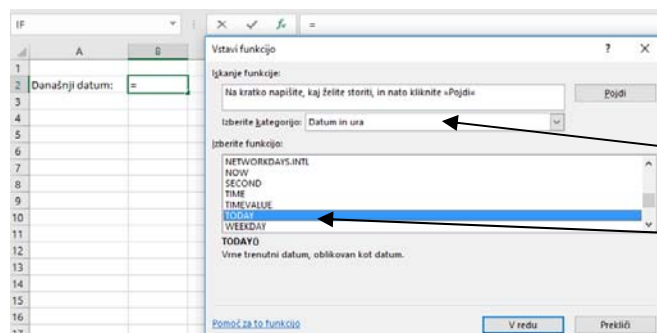 IF
fx =
A B
Vstavi funkcijo ? ×
Iskanje funkcije:
Na kratko napišite, kaj želite storiti, in nato kliknite »Pojdi«
Pojdi
Izberite kategorijo: Datum in ura
Izberite funkcijo:
NETWORKDAYS.INTL
NOW
SECOND
TIME
TIMEVALUE
TODAY
WEEKDAY
TODAY()
Vrne trenutni datum, oblikovan kot datum.
Pomoč za to funkcijo
V redu
Prekliči
1
2 Današnji datum: =
3
4
5
6
7
8
9
10
11
12
13
14
15
16
17